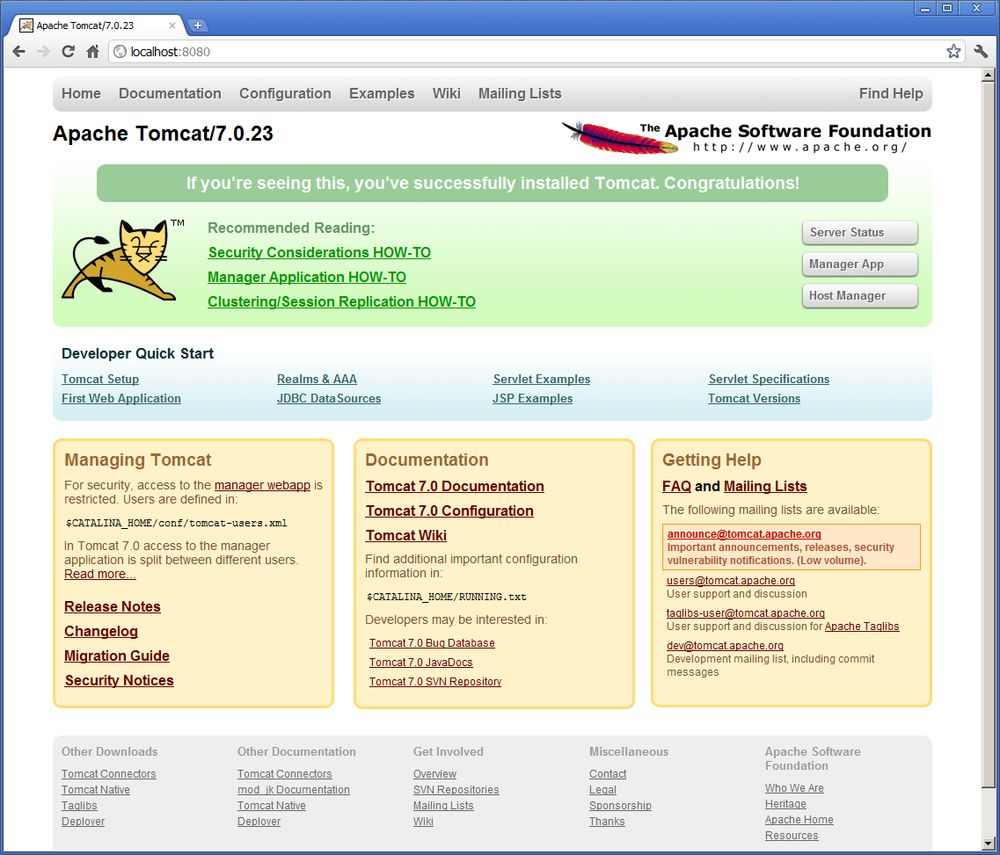 Apache Tomcat/7.0.23
localhost:8080
Home Documentation Configuration Examples Wiki Mailing Lists Find Help
Apache Tomcat/7.0.23
The Apache Software Foundation
http://www.apache.org/
If you're seeing this, you've successfully installed Tomcat. Congratulations!
TM
Recommended Reading:
Security Considerations HOW-TO
Manager Application HOW-TO
Clustering/Session Replication HOW-TO
Server Status
Manager App
Host Manager
Developer Quick Start
Tomcat Setup
First Web Application
Realms & AAA
JDBC DataSources
Servlet Examples
JSP Examples
Servlet Specifications
Tomcat Versions
Managing Tomcat
For security, access to the manager webapp is
restricted. Users are defined in:
$CATALINA_HOME/conf/tomcat-users.xml
In Tomcat 7.0 access to the manager
application is split between different users.
Read more...
Release Notes
Changelog
Migration Guide
Security Notices
Documentation
Tomcat 7.0 Documentation
Tomcat 7.0 Configuration
Tomcat Wiki
Find additional important configuration
information in:
$CATALINA_HOME/RUNNING.txt
Developers may be interested in:
Tomcat 7.0 Bug Database
Tomcat 7.0 JavaDocs
Tomcat 7.0 SVN Repository
Getting Help
FAQ and Mailing Lists
The following mailing lists are available:
announce@tomcat.apache.org
Important announcements, releases, security
vulnerability notifications. (Low volume).
users@tomcat.apache.org
User support and discussion
taglibs-user@tomcat.apache.org
User support and discussion for Apache Taglibs
dev@tomcat.apache.org
Development mailing list, including commit
messages
Other Downloads
Tomcat Connectors
Tomcat Native
Taglibs
Deployer
Other Documentation
Tomcat Connectors
mod_jk Documentation
Tomcat Native
Deployer
Get Involved
Overview
SVN Repositories
Mailing Lists
Wiki
Miscellaneous
Contact
Legal
Sponsorship
Thanks
Apache Software
Foundation
Who We Are
Heritage
Apache Home
Resources